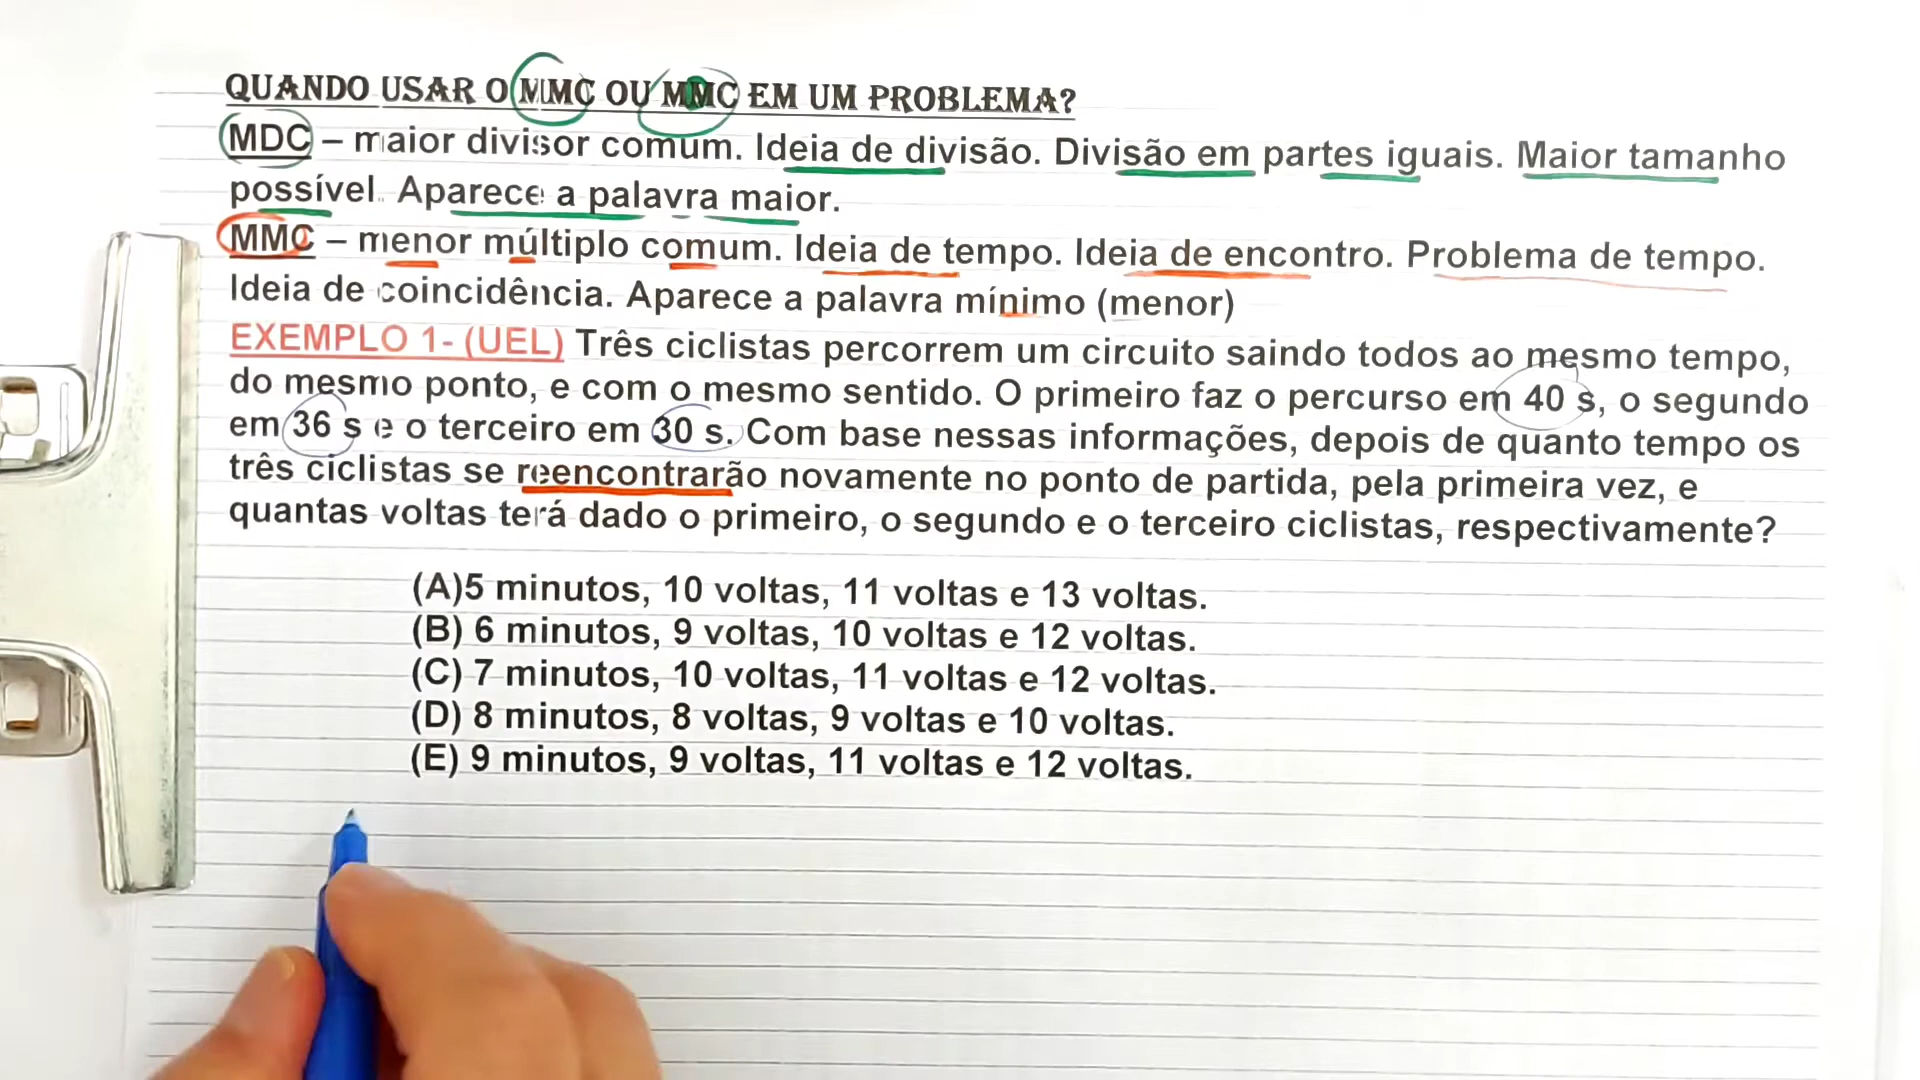 QUANDO USAR O MMC OU MDC EM UM PROBLEMA?
MDC – maior divisor comum. Ideia de divisão. Divisão em partes iguais. Maior tamanho
possível. Aparece a palavra maior.
MMC – menor múltiplo comum. Ideia de tempo. Ideia de encontro. Problema de tempo.
Ideia de coincidência. Aparece a palavra mínimo (menor)
EXEMPLO 1- (UEL) Três ciclistas percorrem um circuito saindo todos ao mesmo tempo,
do mesmo ponto, e com o mesmo sentido. O primeiro faz o percurso em 40 s, o segundo
em 36 s e o terceiro em 30 s. Com base nessas informações, depois de quanto tempo os
três ciclistas se reencontrarão novamente no ponto de partida, pela primeira vez, e
quantas voltas terá dado o primeiro, o segundo e o terceiro ciclistas, respectivamente?
(A)5 minutos, 10 voltas, 11 voltas e 13 voltas.
(B) 6 minutos, 9 voltas, 10 voltas e 12 voltas.
(C) 7 minutos, 10 voltas, 11 voltas e 12 voltas.
(D) 8 minutos, 8 voltas, 9 voltas e 10 voltas.
(E) 9 minutos, 9 voltas, 11 voltas e 12 voltas.